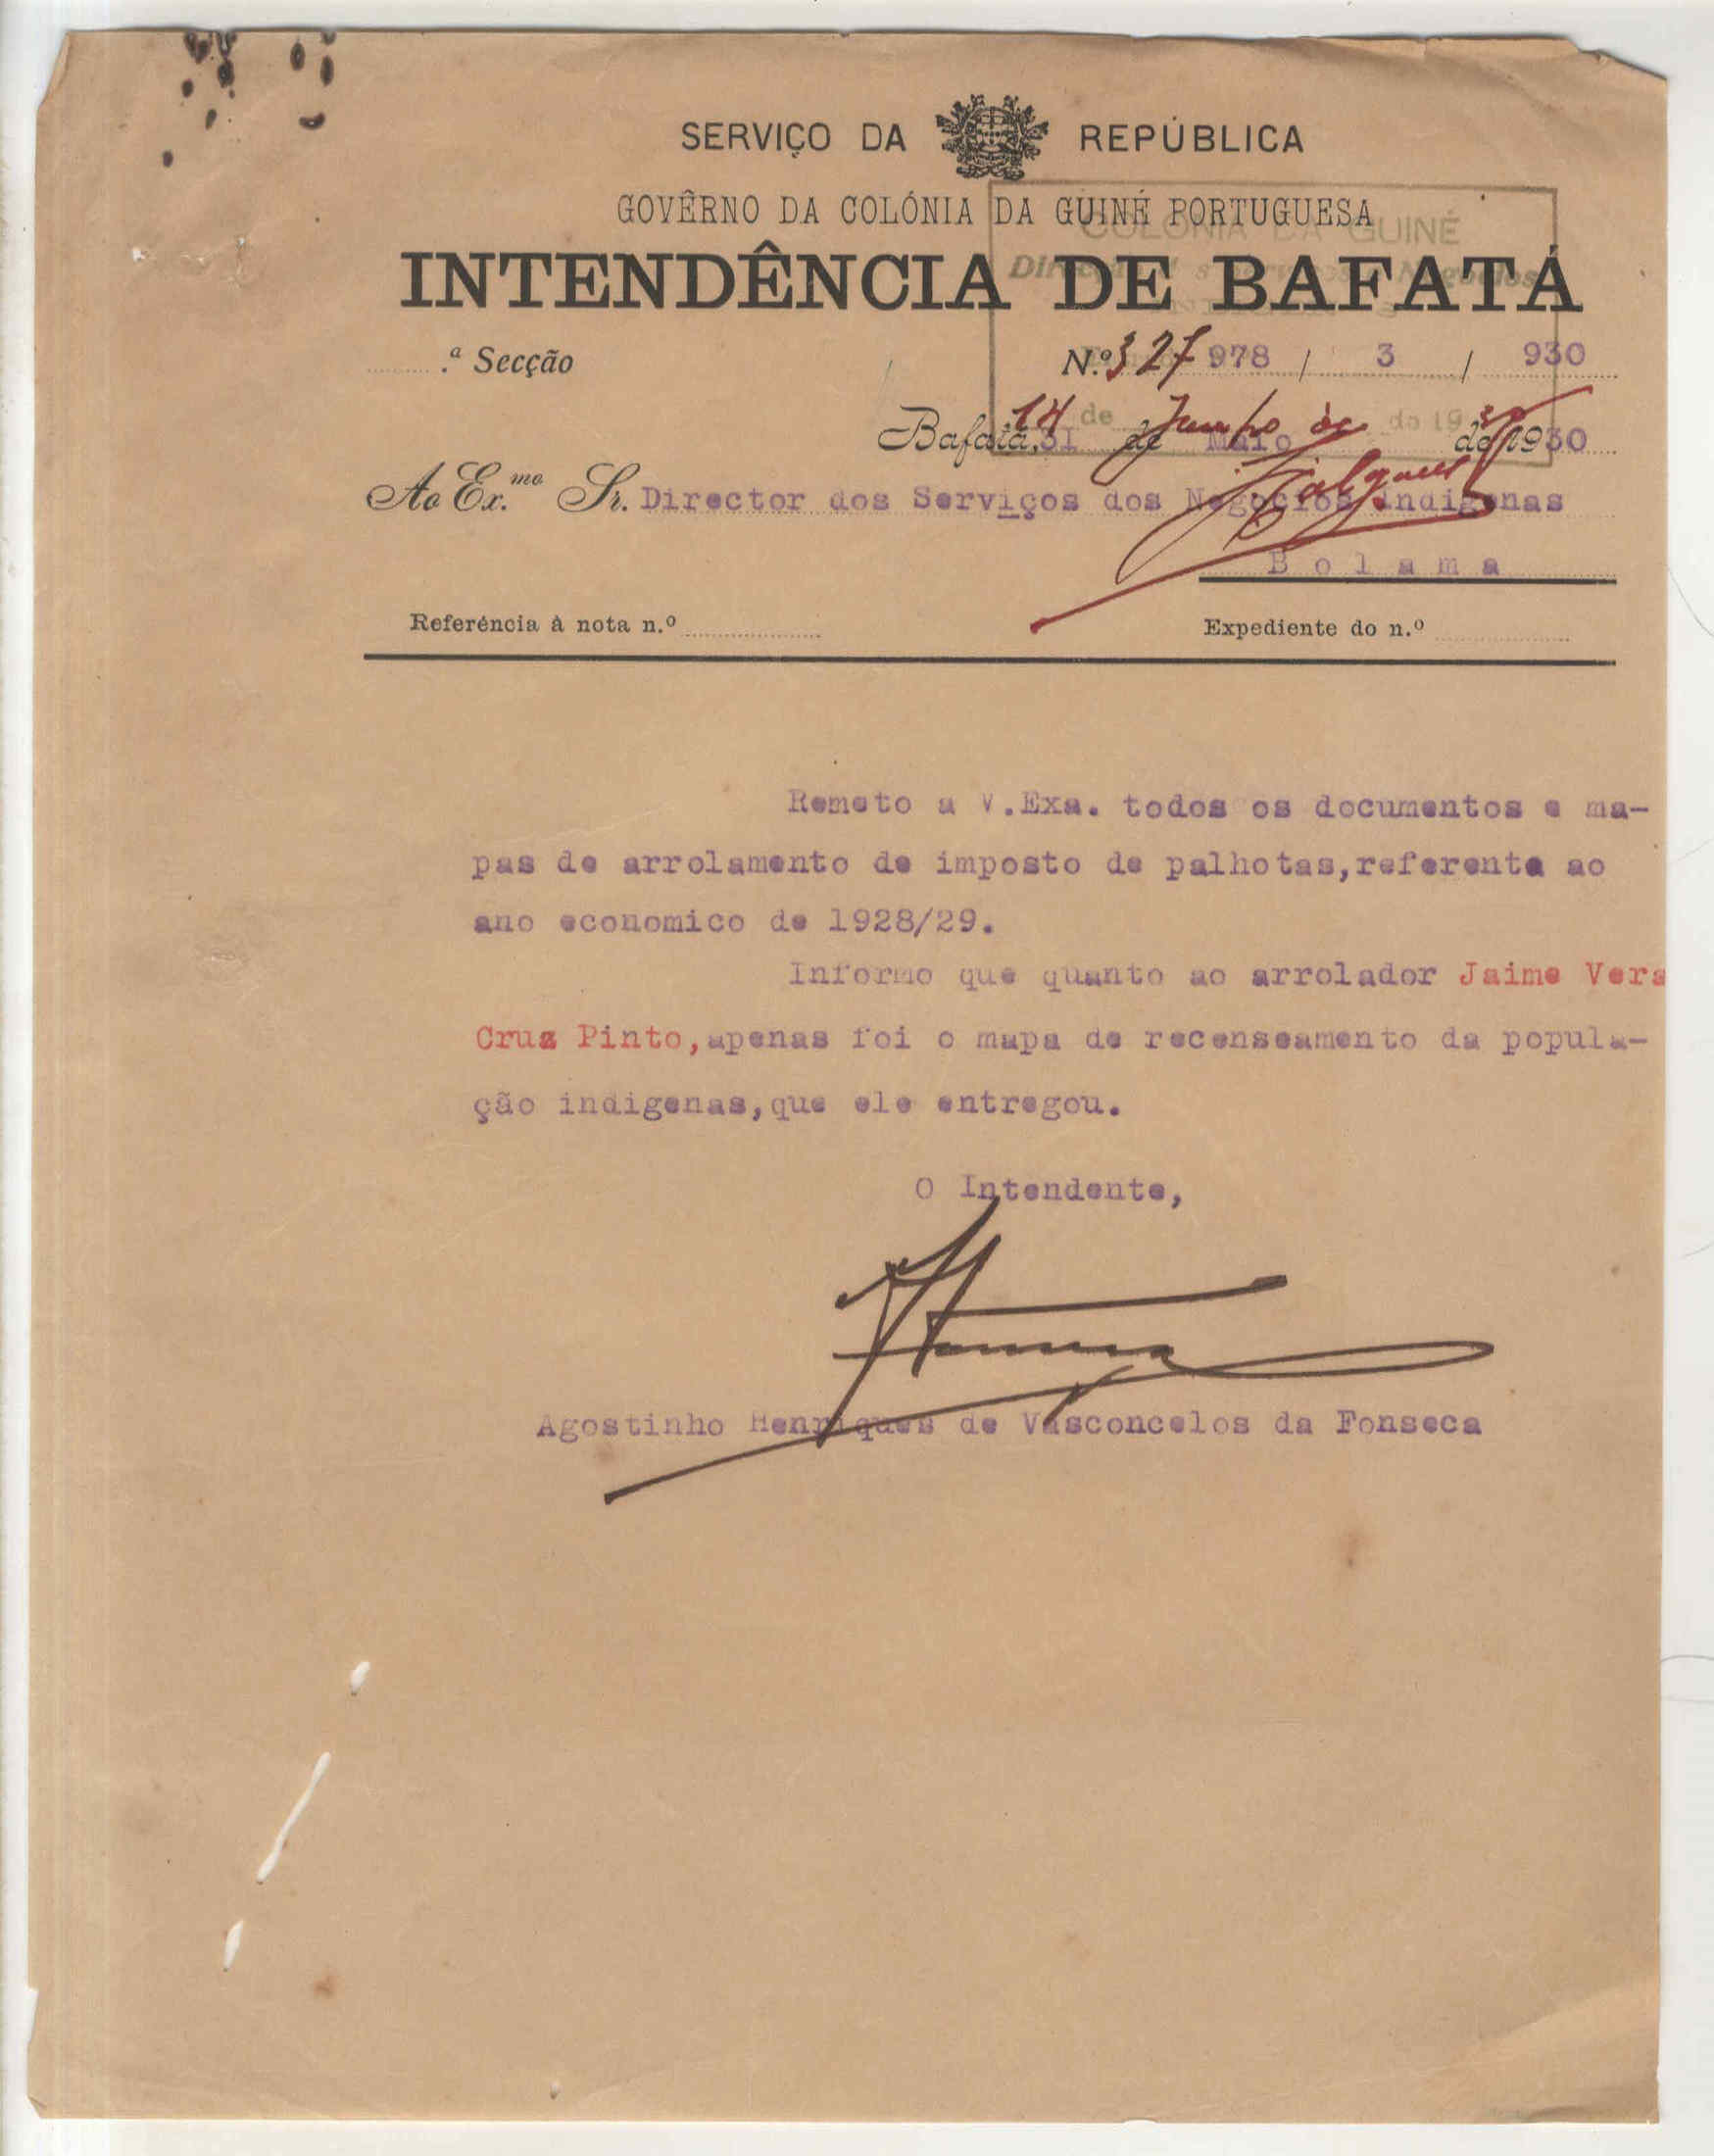 SERVIÇO DA REPÚBLICA
GOVÊRNO DA COLÓNIA DA GUINÉ PORTUGUESA
COLONIA DA GUINÉ
INTENDÊNCIA DE BAFATÁ
.ª Secção
N.º 978 / 3 / 930
327
Bafatá, 31 de Maio de 1930
14 de Junho de 19
Ao Ex.mo Sr. Director dos Serviços dos Negocios Indigenas
Bolama
Referência à nota n.º
Expediente do n.º
Remeto a V.Exa. todos os documentos e ma-
pas de arrolamento de imposto de palhotas,referente ao
ano economico de 1928/29.
Informo que quanto ao arrolador Jaime Vera
Cruz Pinto,apenas foi o mapa de recenseamento da popula-
ção indigenas,que ele entregou.
O Intendente,
Agostinho Henriques de Vasconcelos da Fonseca